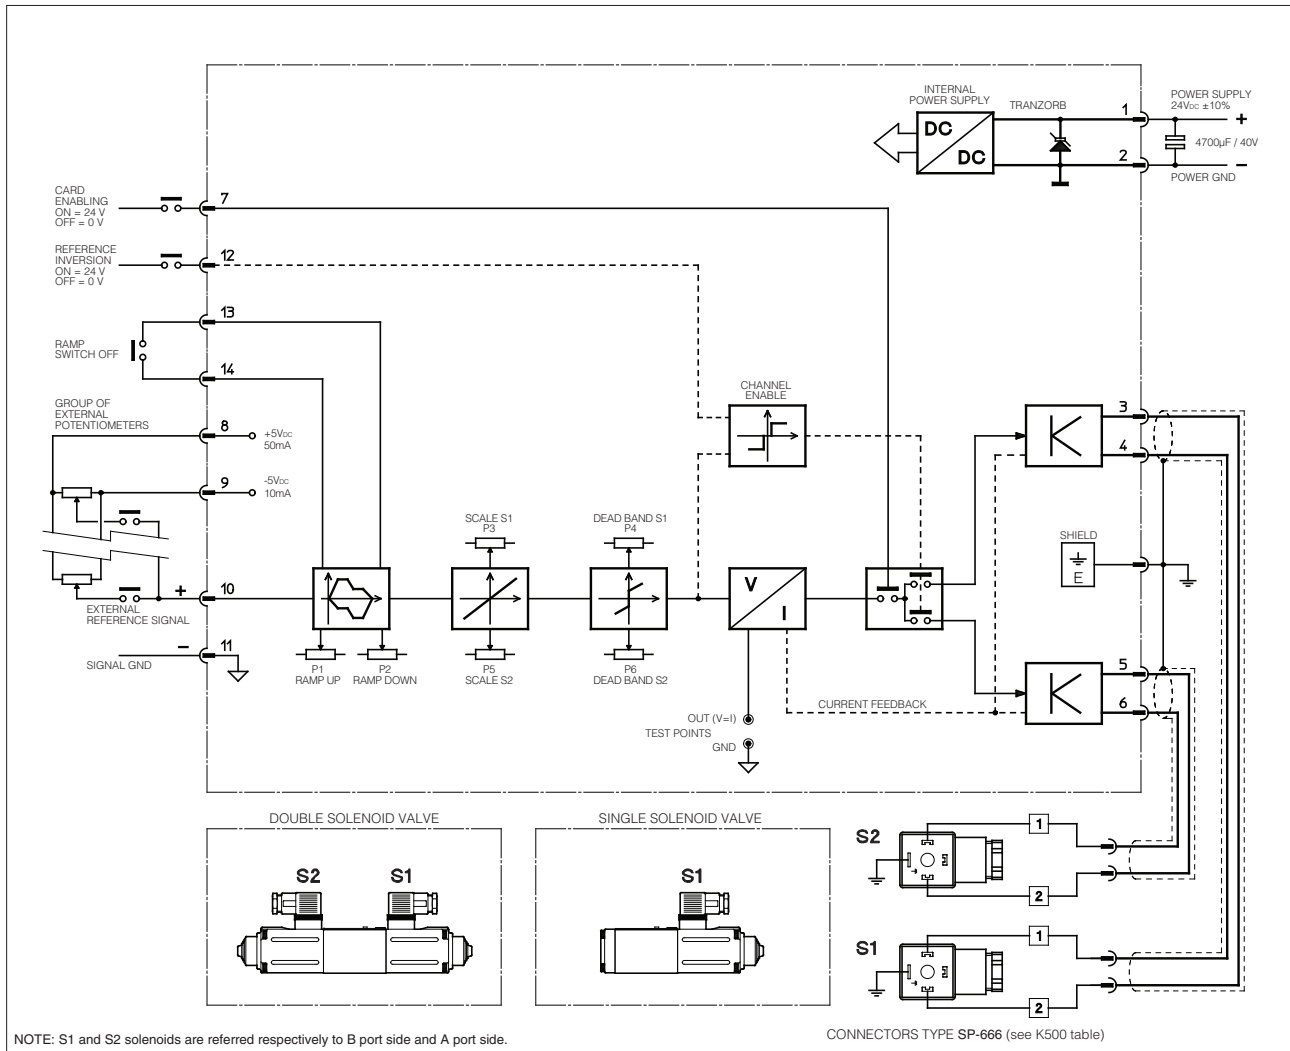 INTERNAL
POWER SUPPLY
TRANZORB
DC
DC
1
2
POWER SUPPLY
24VDC ±10%
+
4700µF / 40V
−
POWER GND
CARD
ENABLING
ON = 24 V
OFF = 0 V
7
REFERENCE
INVERSION
ON = 24 V
OFF = 0 V
12
13
RAMP
SWITCH OFF
14
GROUP OF
EXTERNAL
POTENTIOMETERS
8
+5VDC
50mA
9
-5VDC
10mA
CHANNEL
ENABLE
K
3
4
SCALE S1
P3
DEAD BAND S1
P4
SHIELD
E
+
10
EXTERNAL
REFERENCE SIGNAL
−
11
SIGNAL GND
V
I
P1
RAMP UP
P2
RAMP DOWN
P5
SCALE S2
P6
DEAD BAND S2
K
5
6
CURRENT FEEDBACK
OUT (V=I)
TEST POINTS
GND
DOUBLE SOLENOID VALVE
S2
S1
SINGLE SOLENOID VALVE
S1
S2
1
2
S1
1
2
NOTE: S1 and S2 solenoids are referred respectively to B port side and A port side.
CONNECTORS TYPE SP-666 (see K500 table)